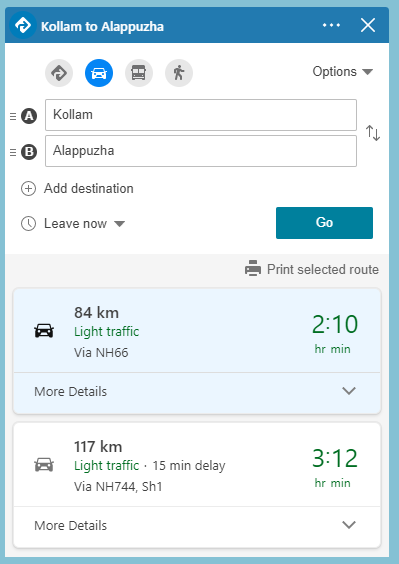 Kollam to Alappuzha
Options
A Kollam
B Alappuzha
Add destination
Leave now
Go
Print selected route
84 km
2:10
Light traffic
hr min
Via NH66
More Details
117 km
3:12
Light traffic · 15 min delay
hr min
Via NH744, Sh1
More Details